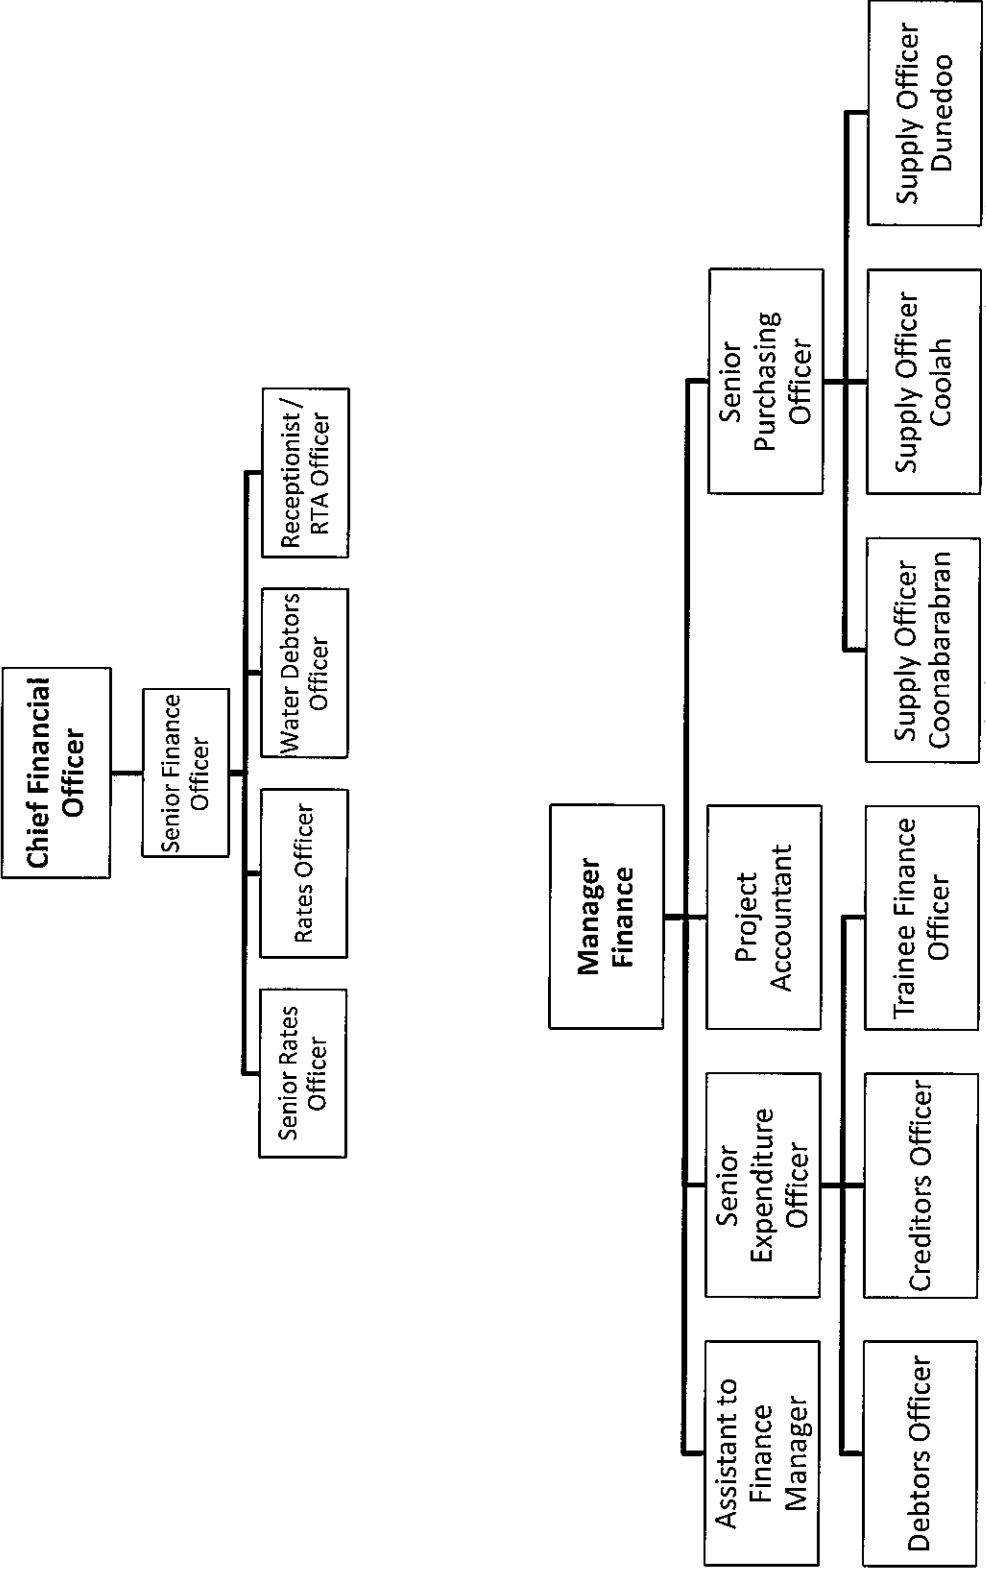 Chief Financial
Officer
Senior Finance
Officer
Senior Rates
Officer
Rates Officer
Water Debtors
Officer
Receptionist /
RTA Officer
Manager
Finance
Assistant to
Finance
Manager
Senior
Expenditure
Officer
Project
Accountant
Senior
Purchasing
Officer
Debtors Officer
Creditors Officer
Trainee Finance
Officer
Supply Officer
Coonabarabran
Supply Officer
Coolah
Supply Officer
Dunedoo